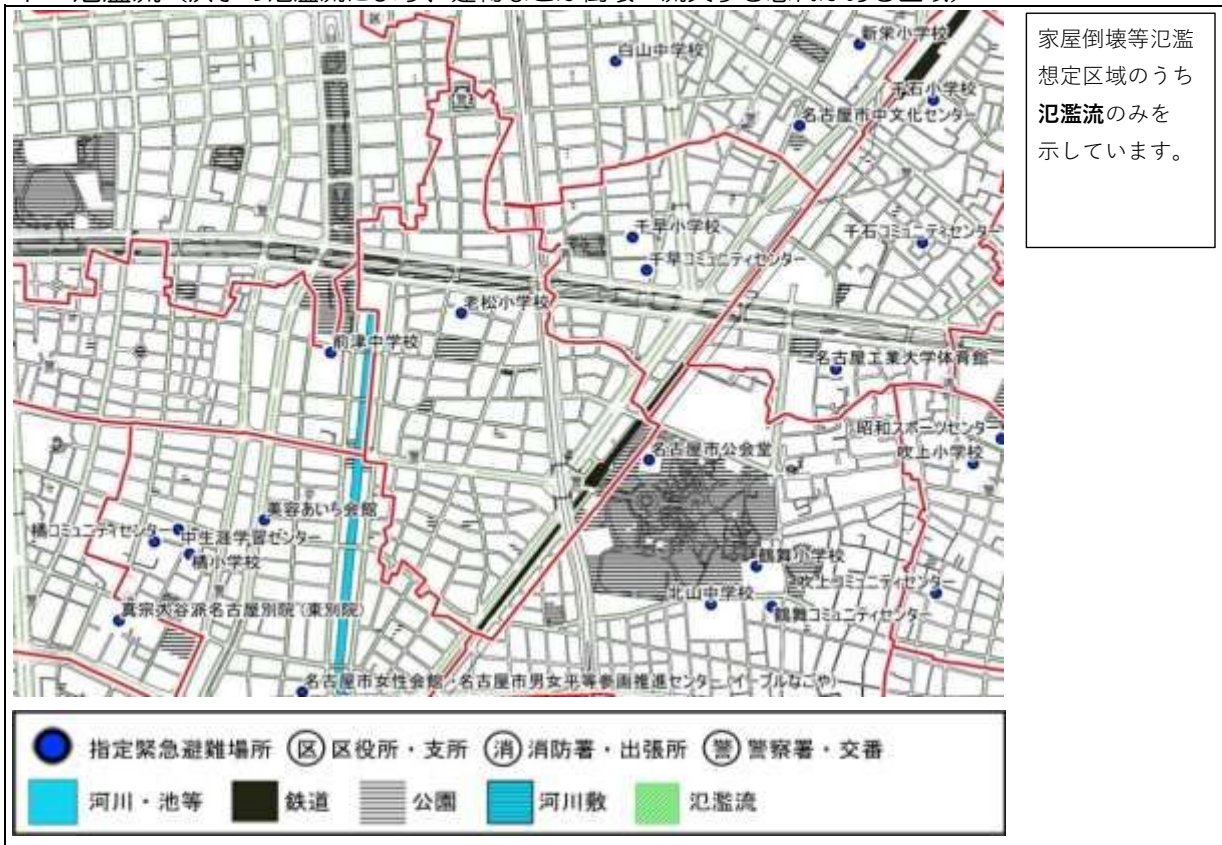 家屋倒壊等氾濫
想定区域のうち
氾濫流のみを
示しています。
区
白山中学校
新栄小学校
千石小学校
名古屋市中文化センター
千早小学校
千石コミュニティセンター
千早コミュニティセンター
老松小学校
前津中学校
名古屋工業大学体育館
昭和スポーツセンター
吹上小学校
名古屋市公会堂
美容あいち会館
橘コミュニティセンター
中生涯学習センター
橘小学校
鶴舞小学校
吹上コミュニティセンター
北山中学校
鶴舞コミュニティセンター
真宗大谷派名古屋別院(東別院)
名古屋市女性会館・名古屋市男女平等参画推進センター(イーブルなごや)
指定緊急避難場所 区 区役所・支所 消 消防署・出張所 警 警察署・交番
河川・池等 鉄道 公園 河川敷 氾濫流